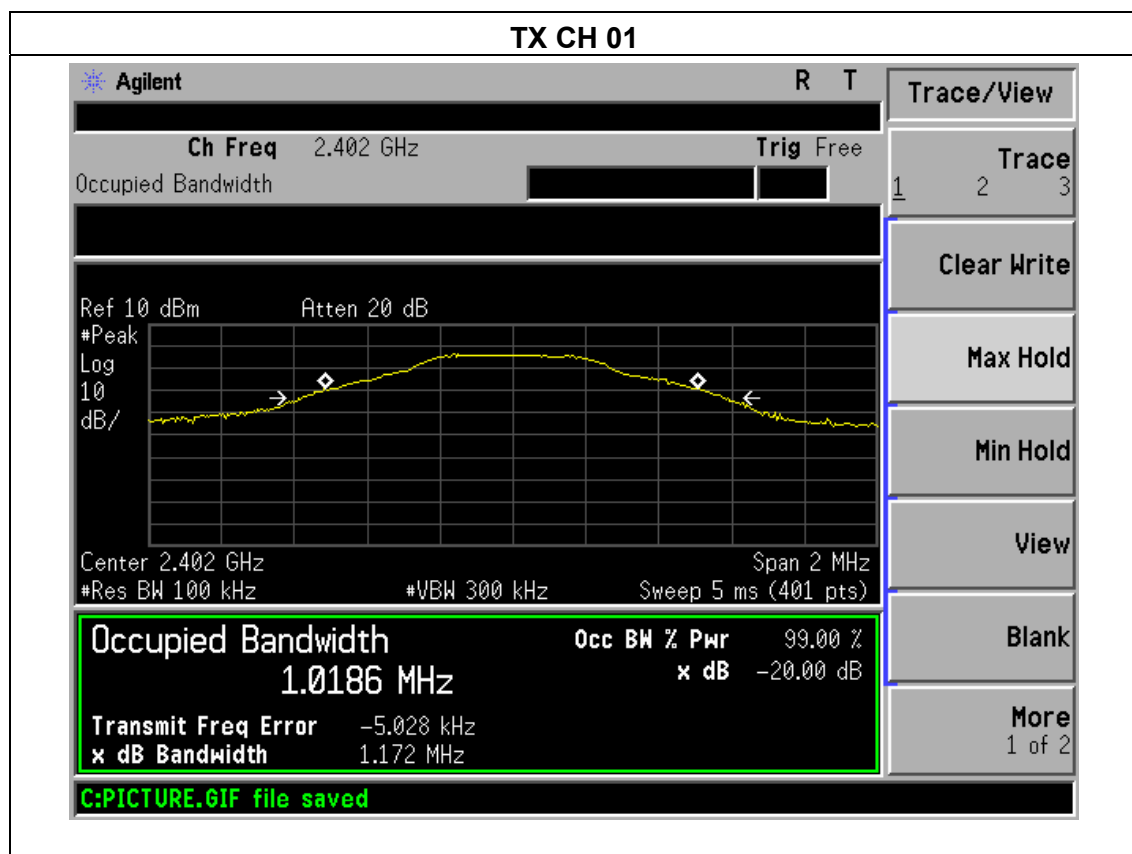 TX CH 01
Agilent R T
Trace/View
Ch Freq 2.402 GHz Trig Free
Occupied Bandwidth
Trace
1 2 3
Clear Write
Ref 10 dBm Atten 20 dB
#Peak
Log
10
dB/
Max Hold
Min Hold
View
Center 2.402 GHz Span 2 MHz
#Res BW 100 kHz #VBW 300 kHz Sweep 5 ms (401 pts)
Occupied Bandwidth Occ BW % Pwr 99.00 %
1.0186 MHz x dB -20.00 dB
Blank
Transmit Freq Error -5.028 kHz
x dB Bandwidth 1.172 MHz
More
1 of 2
C:PICTURE.GIF file saved